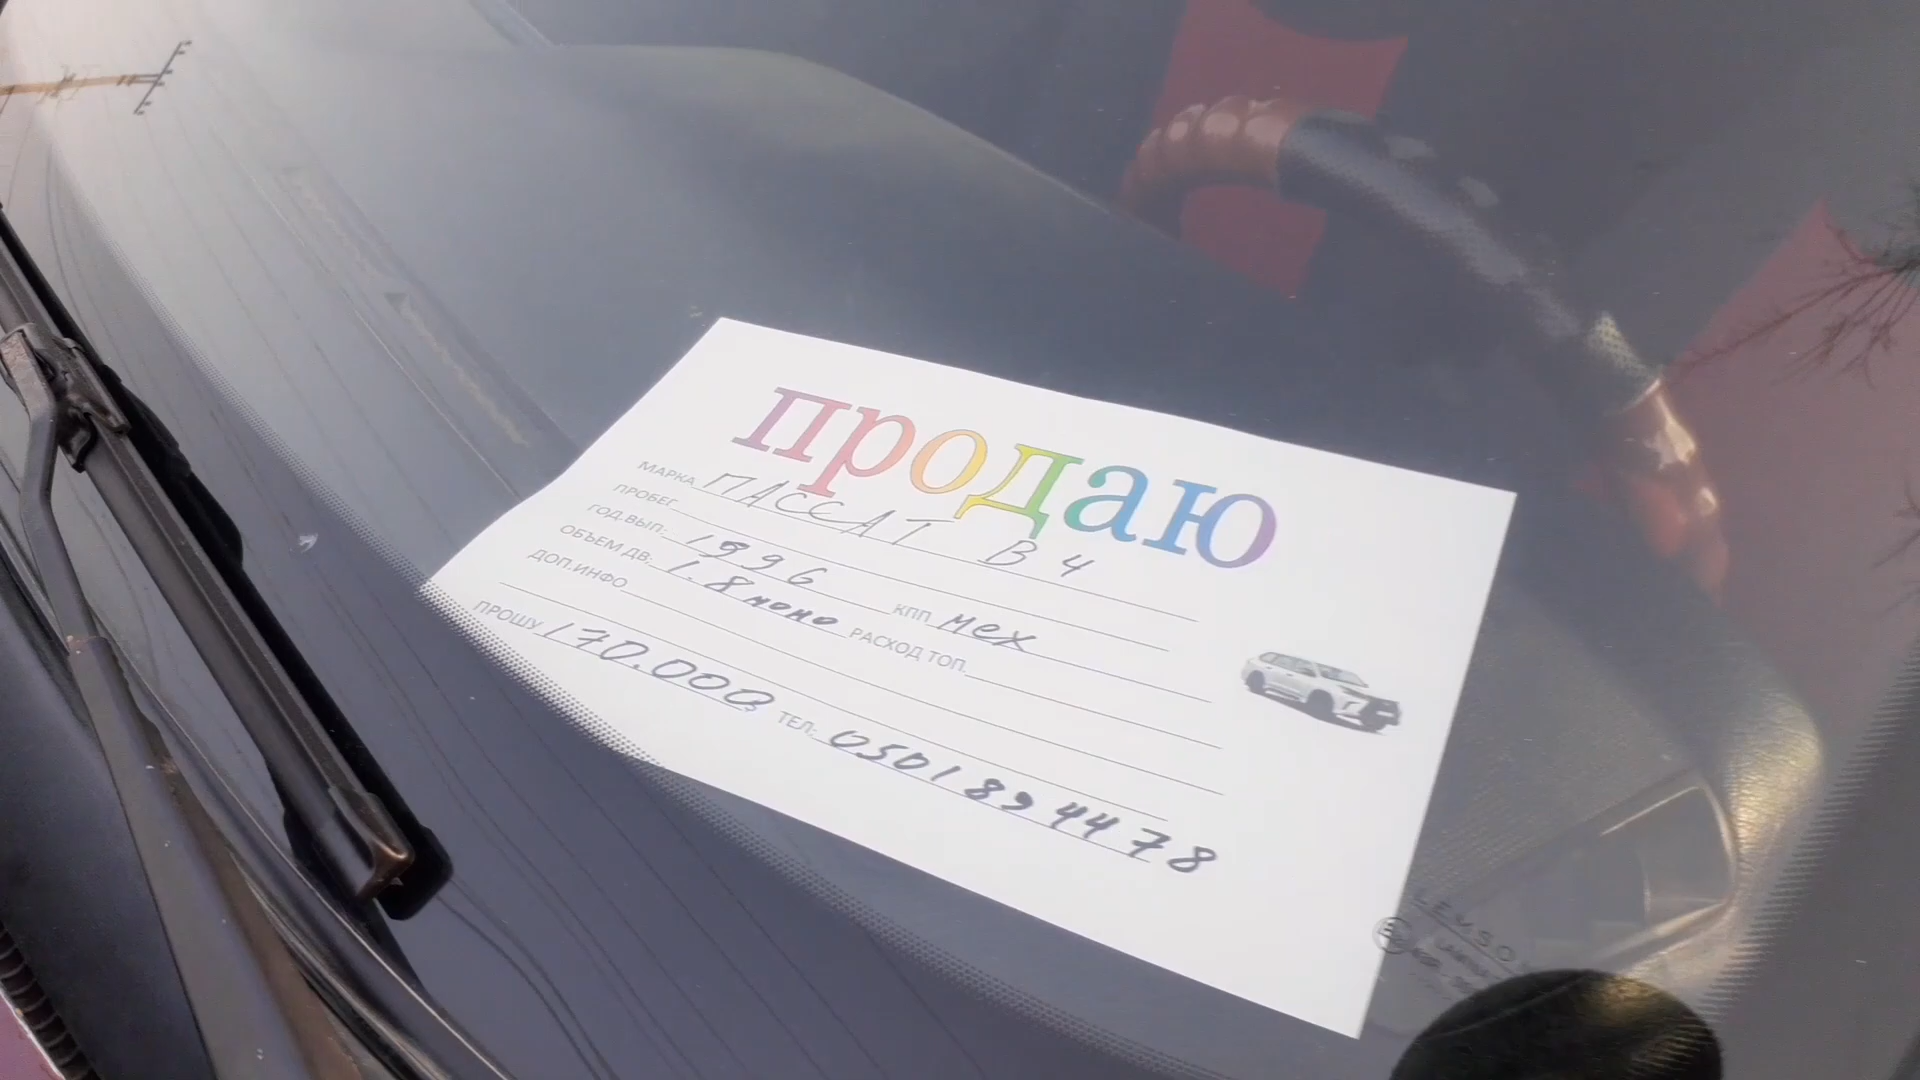 продаю
МАРКА ПАССАТ В4
ПРОБЕГ
ГОД.ВЫП: 1996 КПП мех
ОБЪЕМ ДВ: 1.8 моно РАСХОД ТОП.
ДОП.ИНФО
ПРОШУ 170.000 ТЕЛ: 0501894478
LEMSO